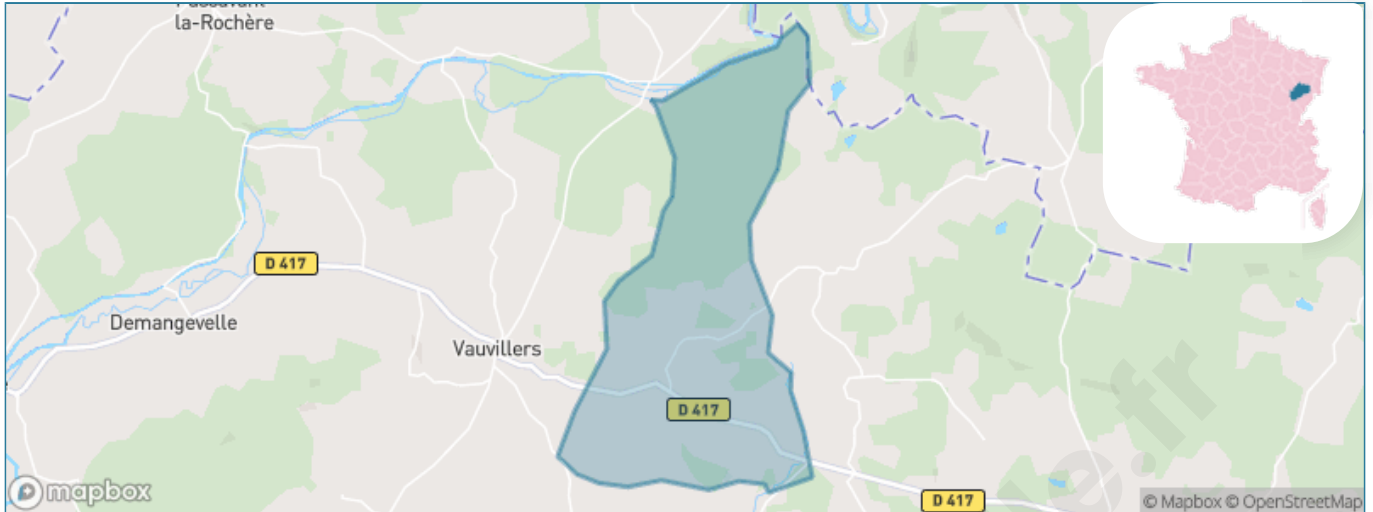 la-Rochère
D 417
Demangevelle
Vauvillers
D 417
D 417
mapbox
© Mapbox © OpenStreetMap